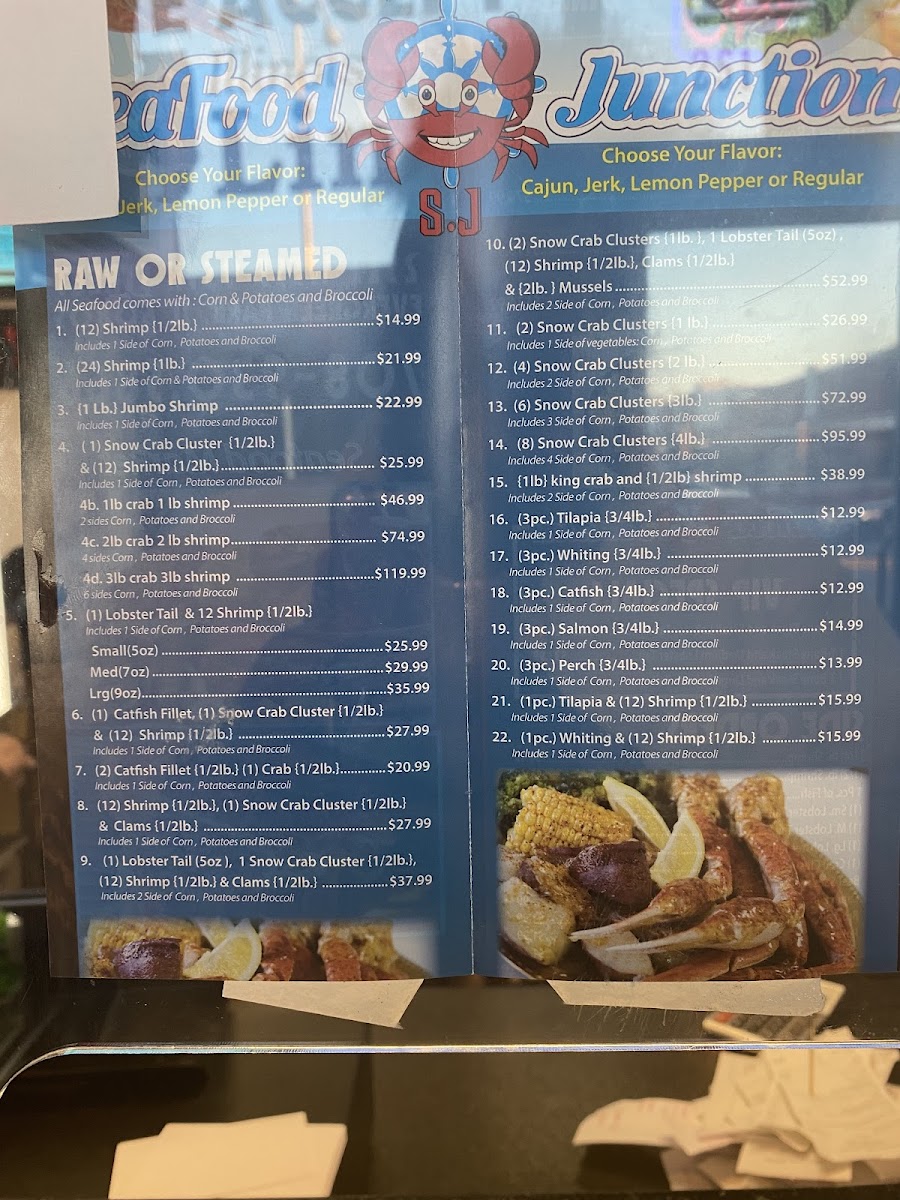 eaFood Junction
S.J
Choose Your Flavor:
Jerk, Lemon Pepper or Regular
RAW OR STEAMED
All Seafood comes with : Corn & Potatoes and Broccoli
1. (12) Shrimp {1/2lb.} $14.99
Includes 1 Side of Corn, Potatoes and Broccoli
2. (24) Shrimp {1lb.} $21.99
Includes 1 Side of Corn & Potatoes and Broccoli
3. {1 Lb.} Jumbo Shrimp $22.99
Includes 1 Side of Corn, Potatoes and Broccoli
4. ( 1) Snow Crab Cluster {1/2lb.}
& (12) Shrimp {1/2lb.} $25.99
Includes 1 Side of Corn, Potatoes and Broccoli
4b. 1lb crab 1 lb shrimp $46.99
2 sides Corn, Potatoes and Broccoli
4c. 2lb crab 2 lb shrimp $74.99
4 sides Corn, Potatoes and Broccoli
4d. 3lb crab 3lb shrimp $119.99
6 sides Corn, Potatoes and Broccoli
5. (1) Lobster Tail & 12 Shrimp {1/2lb.}
Includes 1 Side of Corn, Potatoes and Broccoli
Small(5oz) $25.99
Med(7oz) $29.99
Lrg(9oz) $35.99
6. (1) Catfish Fillet, (1) Snow Crab Cluster {1/2lb.}
& (12) Shrimp {1/2lb.} $27.99
Includes 1 Side of Corn, Potatoes and Broccoli
7. (2) Catfish Fillet {1/2lb.} (1) Crab {1/2lb.} $20.99
Includes 1 Side of Corn, Potatoes and Broccoli
8. (12) Shrimp {1/2lb.}, (1) Snow Crab Cluster {1/2lb.}
& Clams {1/2lb.} $27.99
Includes 1 Side of Corn, Potatoes and Broccoli
9. (1) Lobster Tail (5oz ), 1 Snow Crab Cluster {1/2lb.},
(12) Shrimp {1/2lb.} & Clams {1/2lb.} $37.99
Includes 2 Side of Corn, Potatoes and Broccoli
Choose Your Flavor:
Cajun, Jerk, Lemon Pepper or Regular
10. (2) Snow Crab Clusters {1lb. }, 1 Lobster Tail (5oz) ,
(12) Shrimp {1/2lb.}, Clams {1/2lb.}
& {2lb. } Mussels $52.99
Includes 2 Side of Corn, Potatoes and Broccoli
11. (2) Snow Crab Clusters {1 lb.} $26.99
Includes 1 Side of vegetables: Corn, Potatoes and Broccoli
12. (4) Snow Crab Clusters {2 lb.} $51.99
Includes 2 Side of Corn, Potatoes and Broccoli
13. (6) Snow Crab Clusters {3lb.} $72.99
Includes 3 Side of Corn, Potatoes and Broccoli
14. (8) Snow Crab Clusters {4lb.} $95.99
Includes 4 Side of Corn, Potatoes and Broccoli
15. {1lb} king crab and {1/2lb} shrimp $38.99
Includes 2 Side of Corn, Potatoes and Broccoli
16. (3pc.) Tilapia {3/4lb.} $12.99
Includes 1 Side of Corn, Potatoes and Broccoli
17. (3pc.) Whiting {3/4lb.} $12.99
Includes 1 Side of Corn, Potatoes and Broccoli
18. (3pc.) Catfish {3/4lb.} $12.99
Includes 1 Side of Corn, Potatoes and Broccoli
19. (3pc.) Salmon {3/4lb.} $14.99
Includes 1 Side of Corn, Potatoes and Broccoli
20. (3pc.) Perch {3/4lb.} $13.99
Includes 1 Side of Corn, Potatoes and Broccoli
21. (1pc.) Tilapia & (12) Shrimp {1/2lb.} $15.99
Includes 1 Side of Corn, Potatoes and Broccoli
22. (1pc.) Whiting & (12) Shrimp {1/2lb.} $15.99
Includes 1 Side of Corn, Potatoes and Broccoli